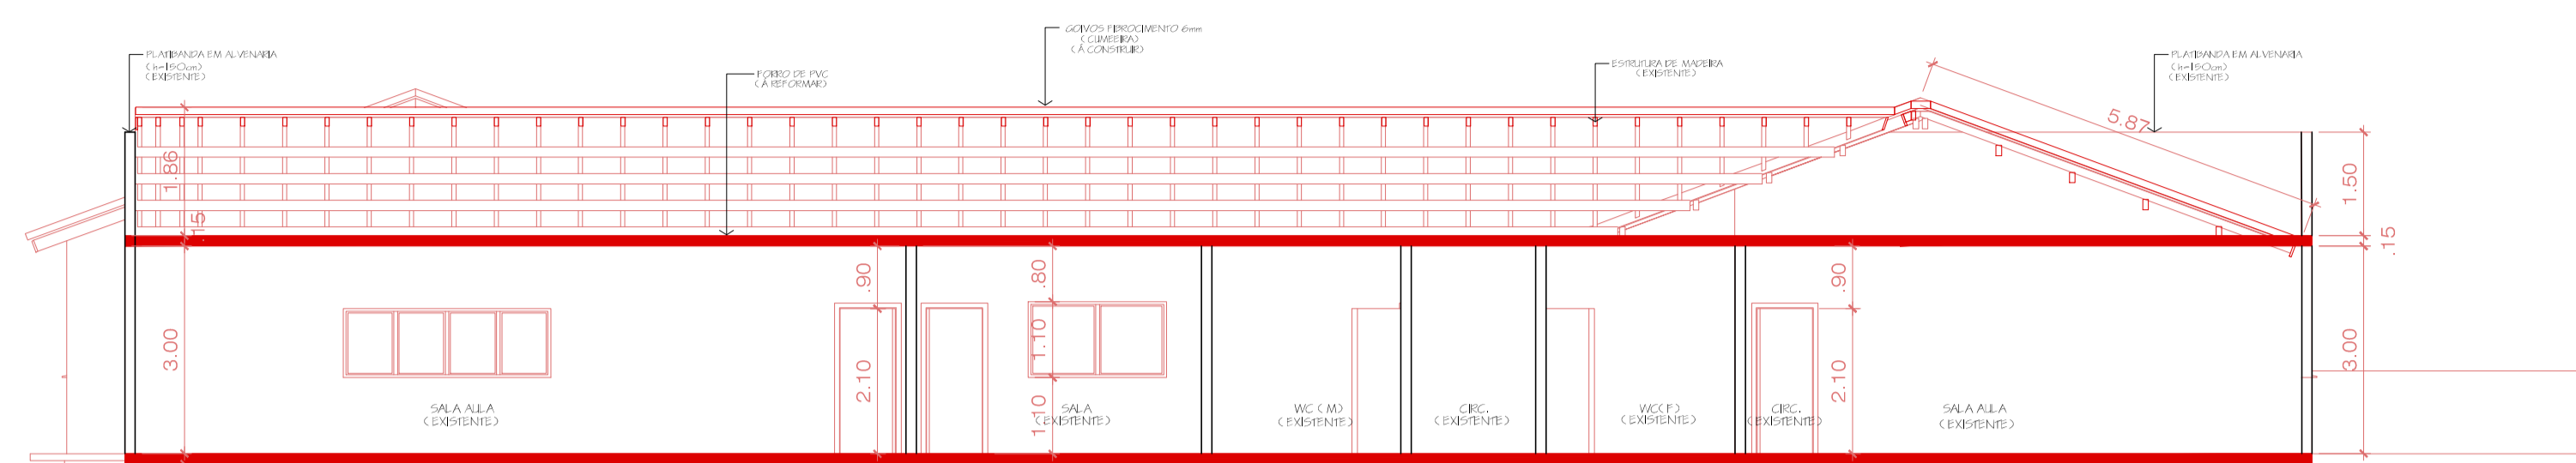 GOIVOS FIBROCIMENTO 6mm
(CUMEEIRA)
(À CONSTRUIR)
PLATIBANDA EM ALVENARIA
(h=150cm)
(EXISTENTE)
FORRO DE PVC
(À REFORMAR)
ESTRUTURA DE MADEIRA
(EXISTENTE)
PLATIBANDA EM ALVENARIA
(h=150cm)
(EXISTENTE)
5.87
1.86
1.50
.15
.15
.90
.80
.90
3.00
1.10
3.00
2.10
2.10
1.10
SALA AULA
(EXISTENTE)
SALA
(EXISTENTE)
WC (M)
(EXISTENTE)
CIRC.
(EXISTENTE)
WC(F)
(EXISTENTE)
CIRC.
(EXISTENTE)
SALA AULA
(EXISTENTE)